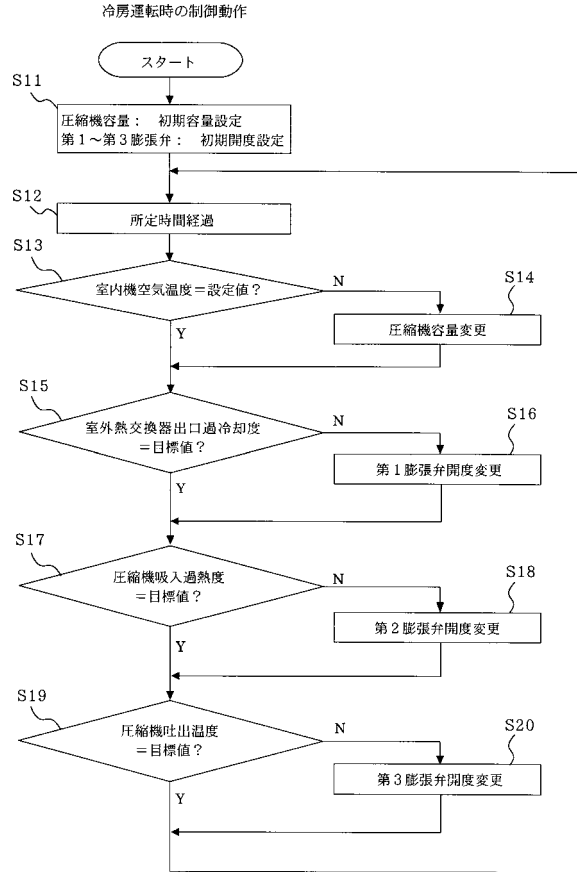 冷房運転時の制御動作
スタート
S11
圧縮機容量： 初期容量設定
第１～第３膨張弁： 初期開度設定
S12
所定時間経過
S13
室内機空気温度＝設定値？
N
S14
圧縮機容量変更
Y
S15
室外熱交換器出口過冷却度
＝目標値？
N
S16
第１膨張弁開度変更
Y
S17
圧縮機吸入過熱度
＝目標値？
N
S18
第２膨張弁開度変更
Y
S19
圧縮機吐出温度
＝目標値？
N
S20
第３膨張弁開度変更
Y